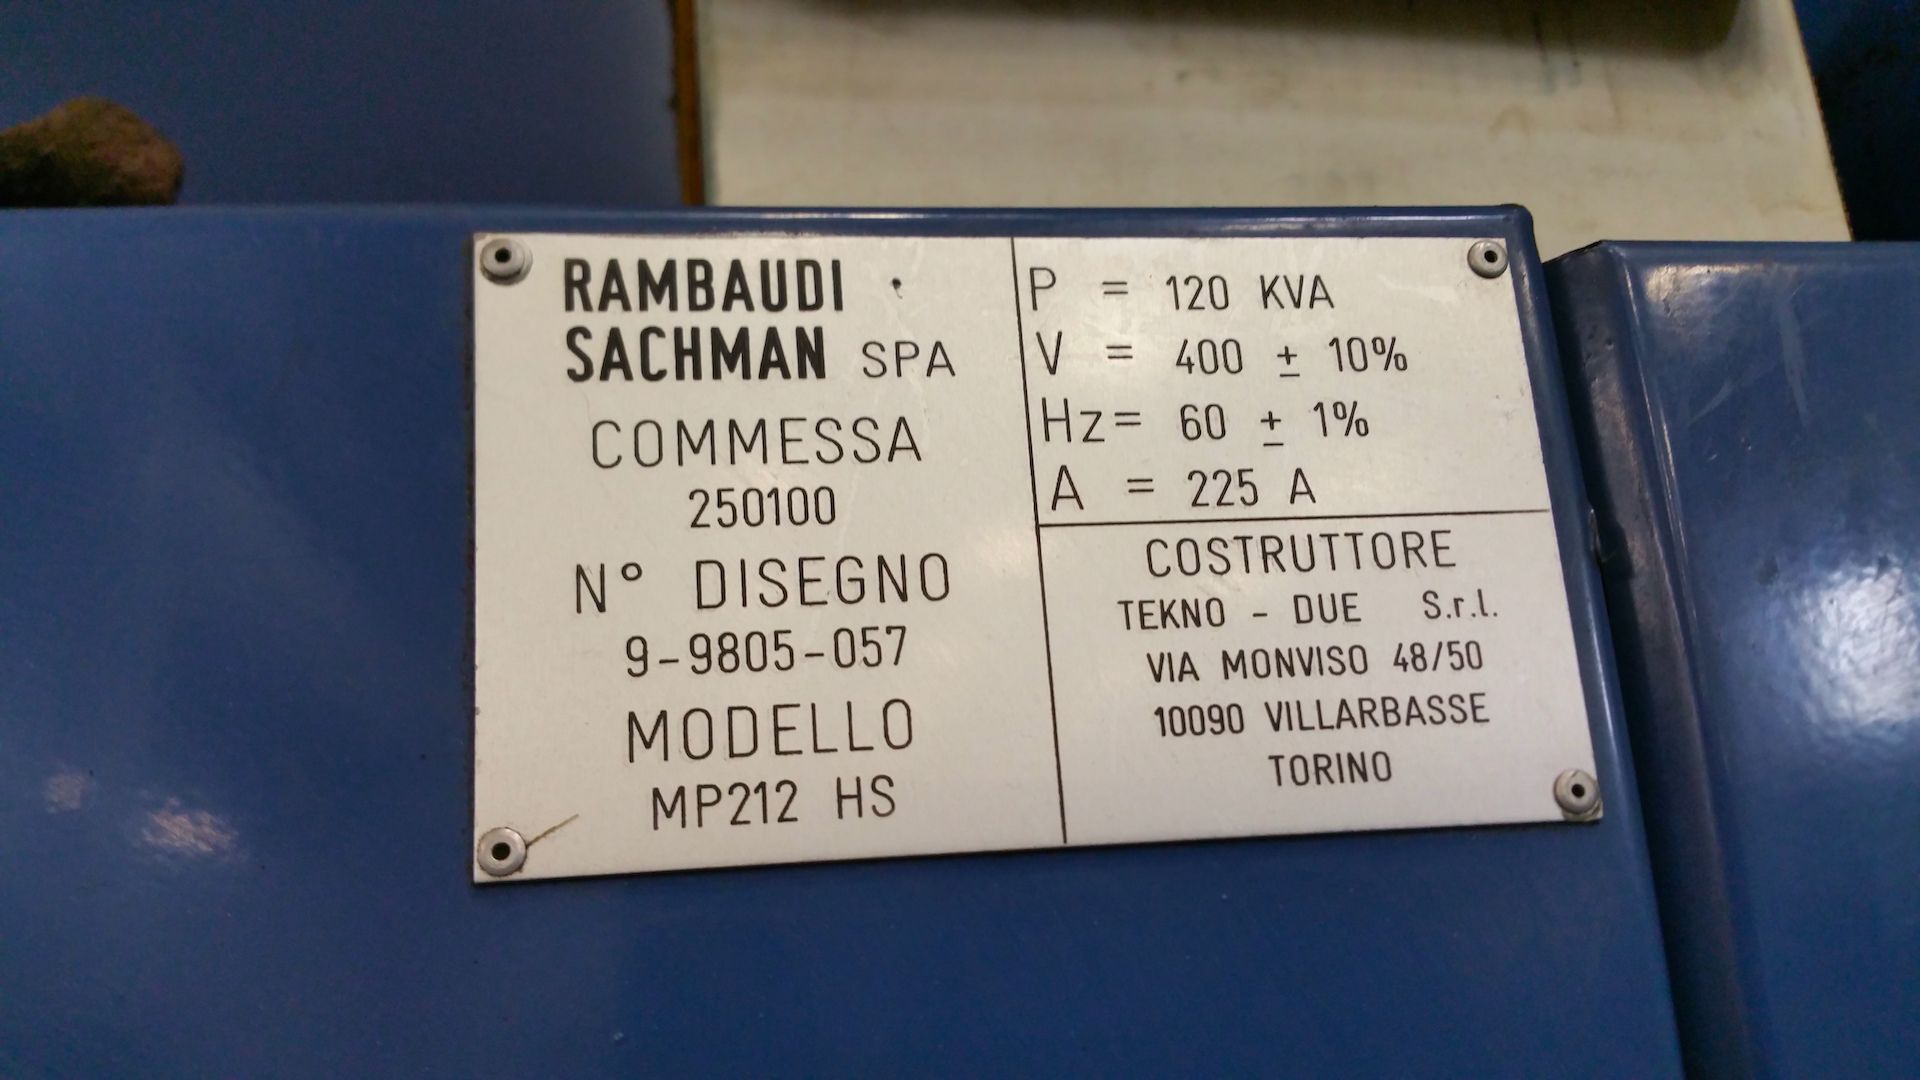 RAMBAUDI
SACHMAN SPA
COMMESSA
250100
N° DISEGNO
9-9805-057
MODELLO
MP212 HS
P = 120 KVA
V = 400 ± 10%
Hz = 60 ± 1%
A = 225 A
COSTRUTTORE
TEKNO - DUE S.r.l.
VIA MONVISO 48/50
10090 VILLARBASSE
TORINO